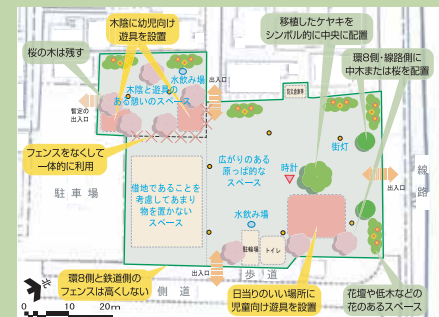 木陰に幼児向け
遊具を設置
移植したケヤキを
シンボル的に中央に配置
桜の木は残す
環8側・線路側に
中木または桜を配置
水飲み場
出入口
木陰と遊具の
ある憩いのスペース
防災倉庫等
暫定の
出入口
フェンスをなくして
一体的に利用
広がりのある
原っぱ的な
スペース
街灯
時計
出入口
線路
駐車場
借地であることを
考慮してあまり
物を置かない
スペース
水飲み場
駐輪場
トイレ
環8側と鉄道側の
フェンスは高くしない
出入口
歩道
側道
日当りのいい場所に
児童向け遊具を設置
花壇や低木などの
花のあるスペース
0 10 20m